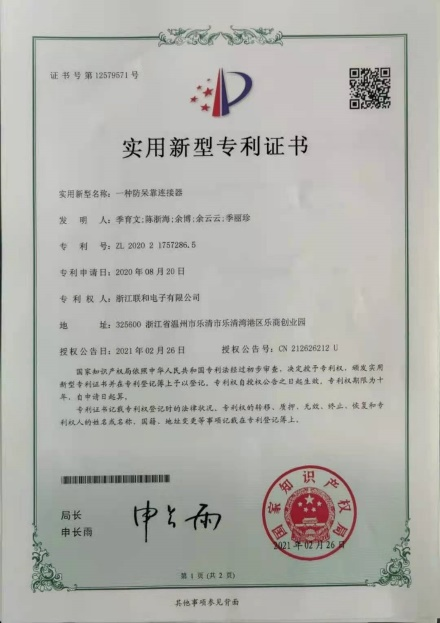 证书号第12579571号
实用新型专利证书
实用新型名称：一种防呆靠连接器
发 明 人：季育文;陈浙海;余博;余云云;季丽珍
专 利 号：ZL 2020 2 1757286.5
专利申请日：2020年08月20日
专 利 权 人：浙江联和电子有限公司
地 址：325600 浙江省温州市乐清市乐清湾港区乐商创业园
授权公告日：2021年02月26日 授权公告号：CN 212626212 U
国家知识产权局依照中华人民共和国专利法经过初步审查，决定授予专利权，颁发实用
新型专利证书并在专利登记簿上予以登记。专利权自授权公告之日起生效。专利权期限为十
年，自申请日起算。
专利证书记载专利权登记时的法律状况。专利权的转移、质押、无效、终止、恢复和专
利权人的姓名或名称、国籍、地址变更等事项记载在专利登记簿上。
局长
申长雨
申长雨
国家知识产权局
2021年02月26日
第 1 页 (共 2 页)
其他事项参见背面